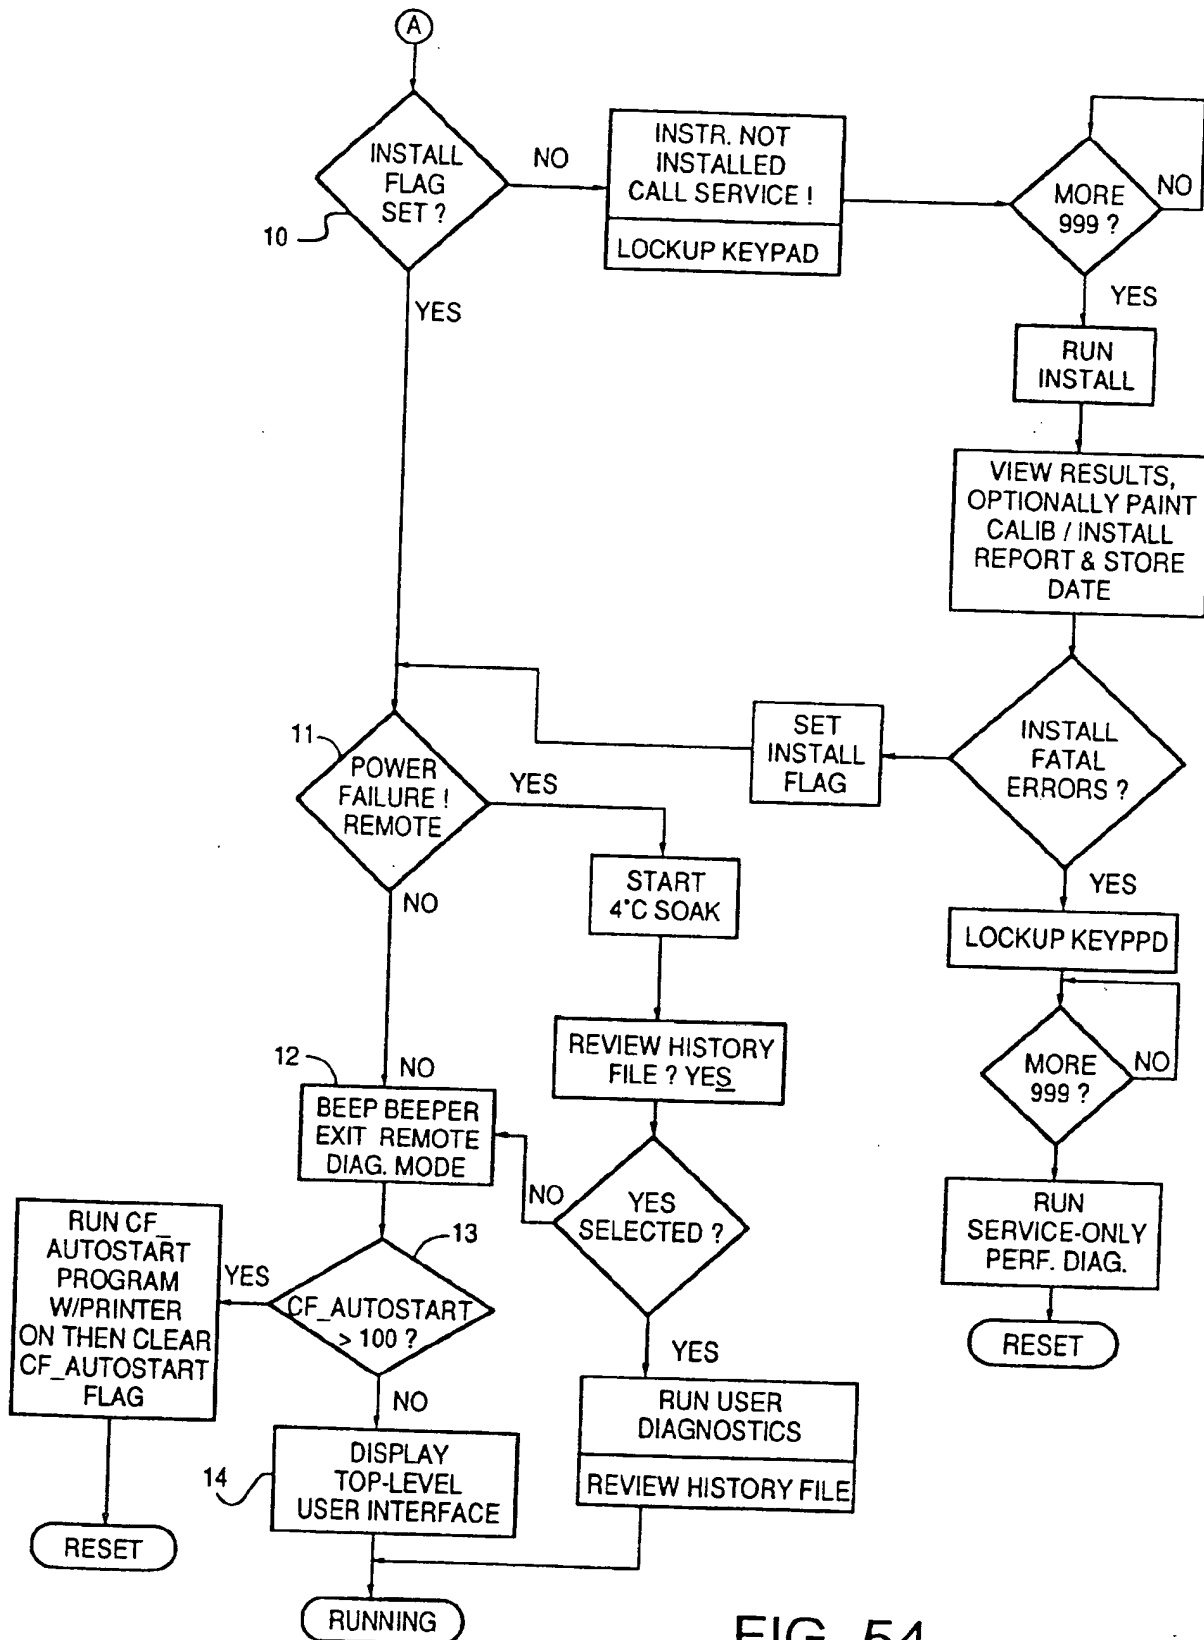 A
INSTALL
FLAG
SET ?
10
NO
YES
INSTR. NOT
INSTALLED
CALL SERVICE !
LOCKUP KEYPAD
MORE
999 ?
NO
YES
RUN
INSTALL
VIEW RESULTS,
OPTIONALLY PAINT
CALIB / INSTALL
REPORT & STORE
DATE
INSTALL
FATAL
ERRORS ?
SET
INSTALL
FLAG
YES
LOCKUP KEYPPD
MORE
999 ?
NO
RUN
SERVICE-ONLY
PERF. DIAG.
RESET
11
POWER
FAILURE !
REMOTE
YES
NO
START
4°C SOAK
REVIEW HISTORY
FILE ? YES
YES
SELECTED ?
NO
YES
RUN USER
DIAGNOSTICS
REVIEW HISTORY FILE
12
NO
BEEP BEEPER
EXIT REMOTE
DIAG. MODE
13
CF_AUTOSTART
> 100 ?
YES
NO
RUN CF_
AUTOSTART
PROGRAM
W/PRINTER
ON THEN CLEAR
CF_AUTOSTART
FLAG
RESET
14
DISPLAY
TOP-LEVEL
USER INTERFACE
RUNNING
FIG. 54